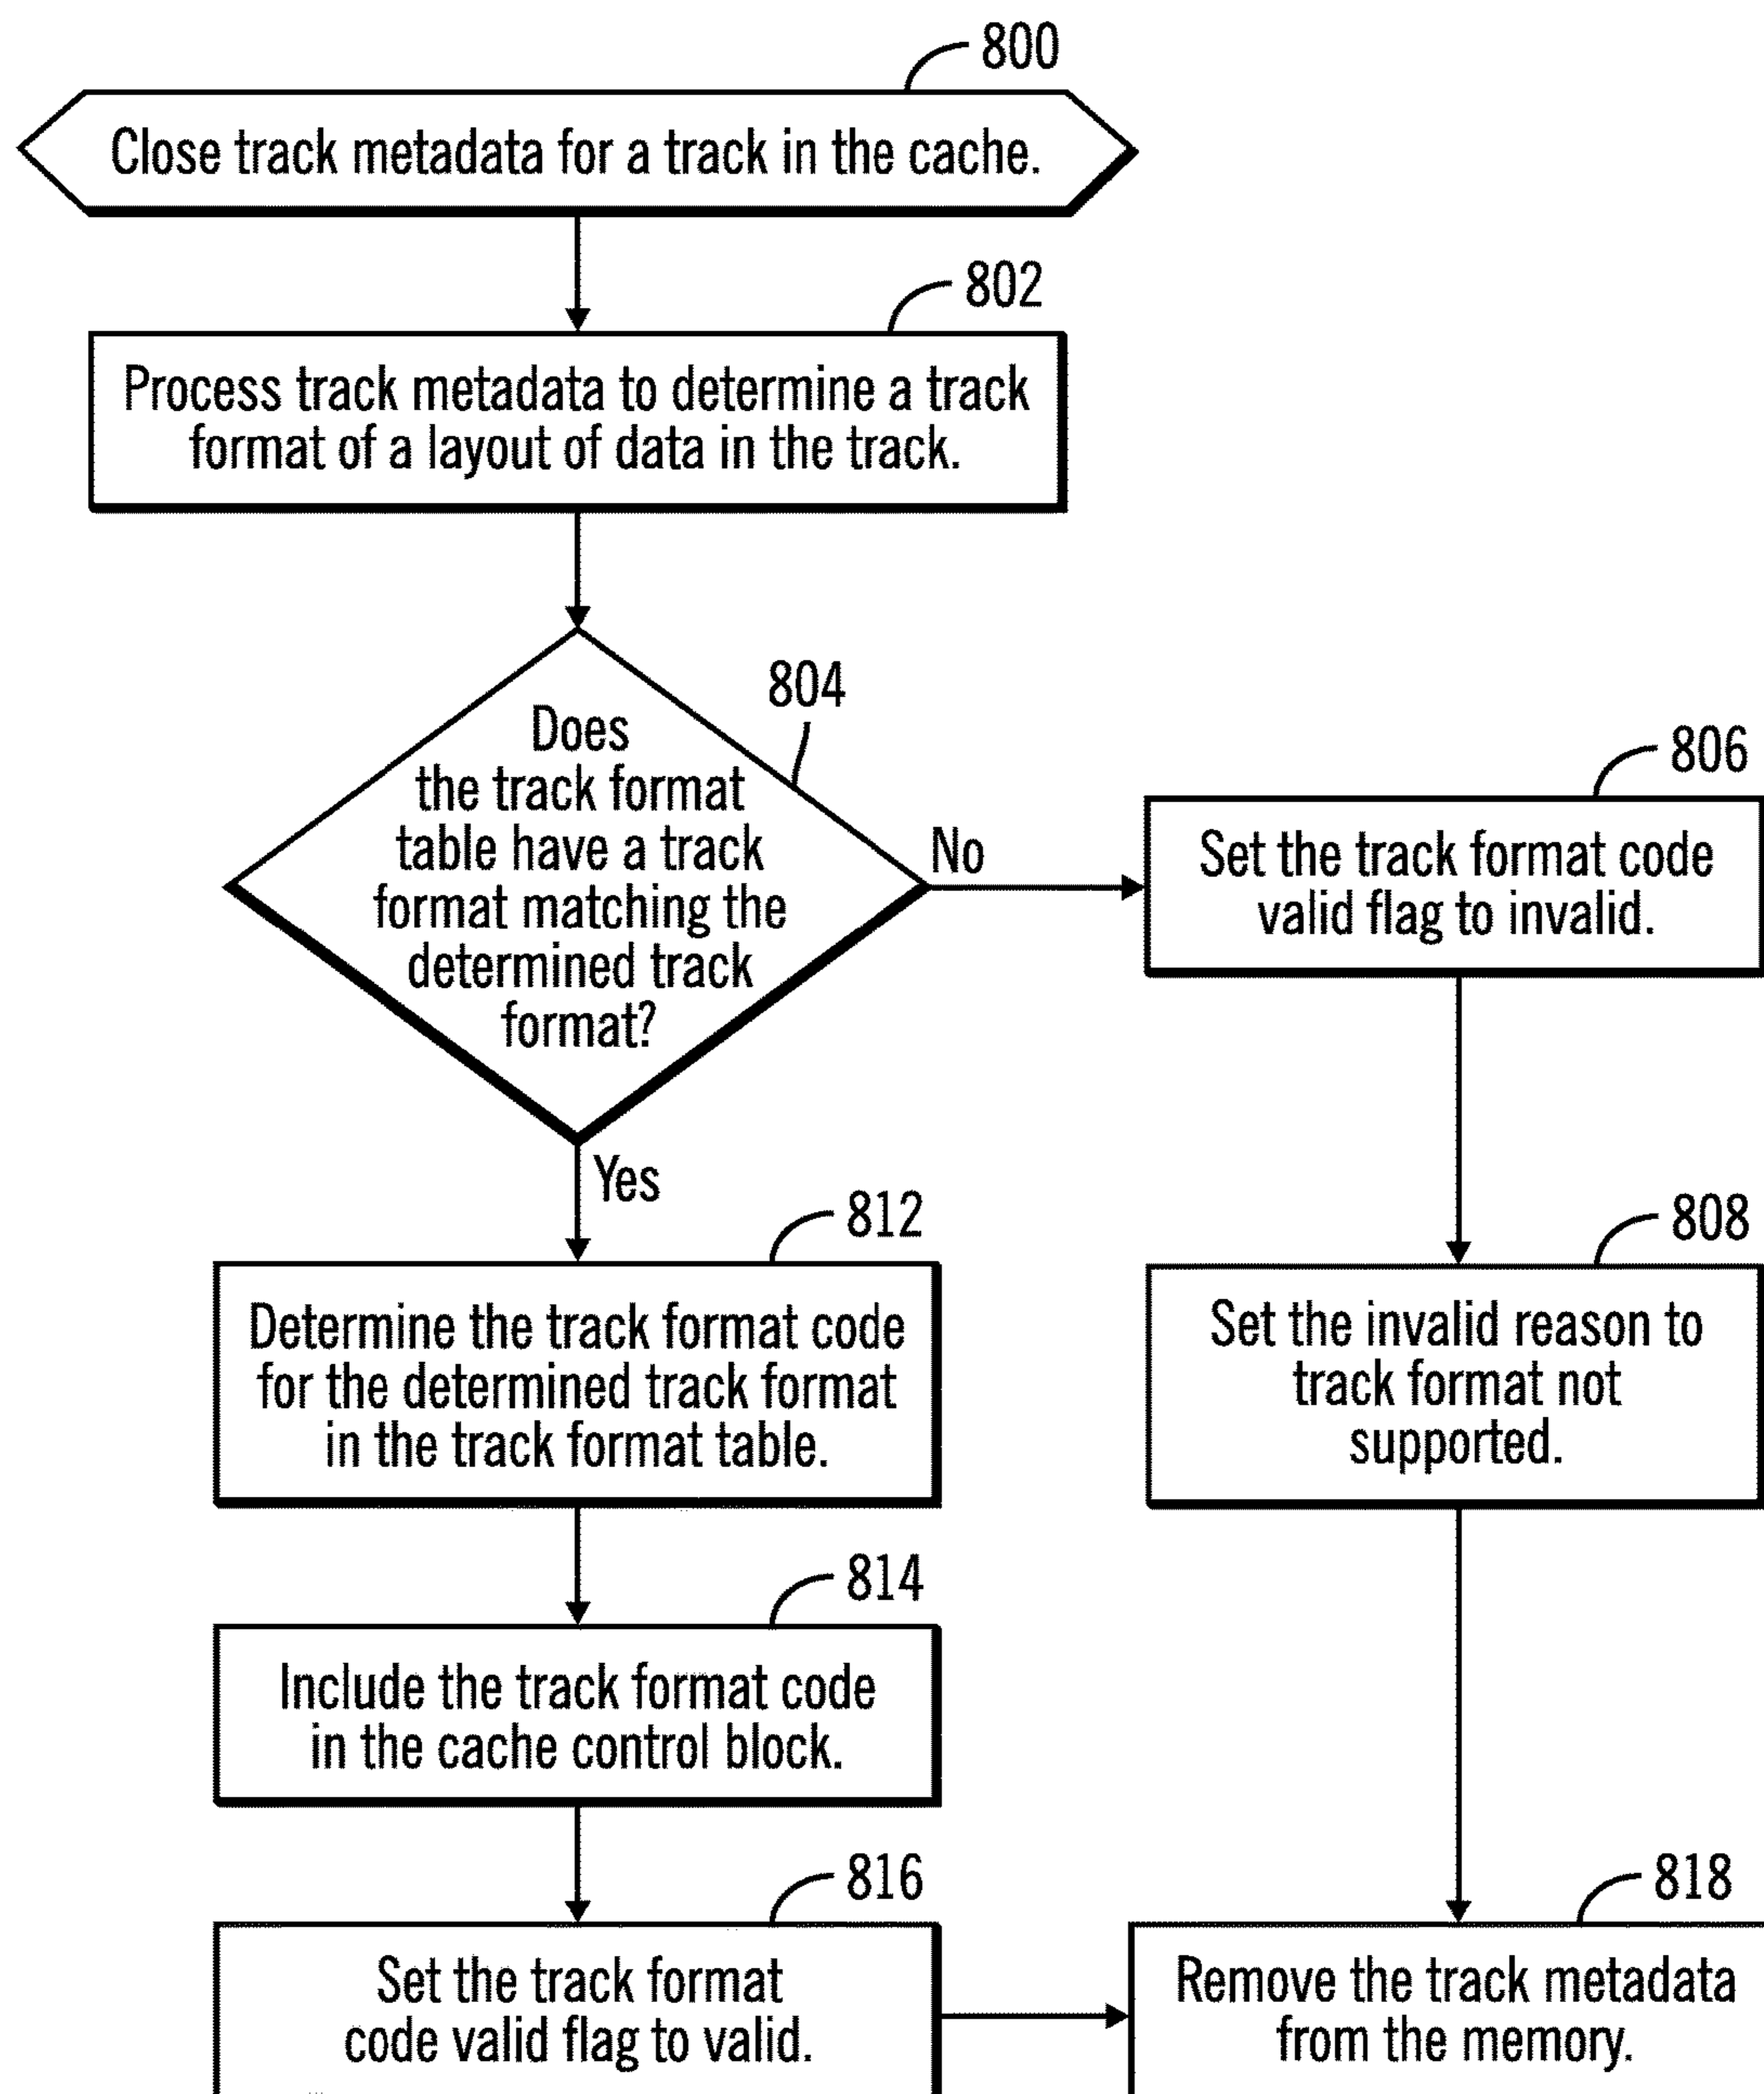 800
Close track metadata for a track in the cache.
802
Process track metadata to determine a track
format of a layout of data in the track.
804
Does
the track format
table have a track
format matching the
determined track
format?
No
806
Set the track format code
valid flag to invalid.
Yes
812
Determine the track format code
for the determined track format
in the track format table.
808
Set the invalid reason to
track format not
supported.
814
Include the track format code
in the cache control block.
816
Set the track format
code valid flag to valid.
818
Remove the track metadata
from the memory.